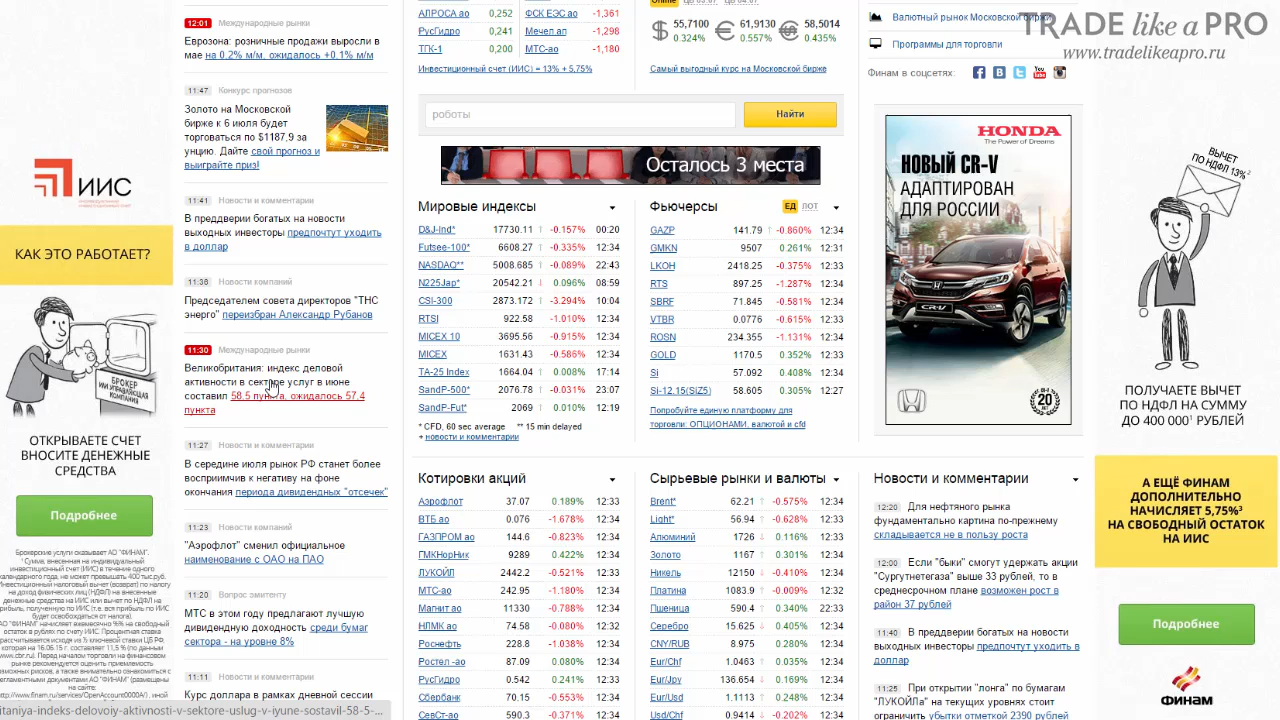 TRADE like a PRO
www.tradelikeapro.ru
12:01 Международные рынки
Еврозона: розничные продажи выросли в
мае на 0.2% м/м, ожидалось +0.1% м/м
11:47 Конкурс прогнозов
Золото на Московской
бирже к 6 июля будет
торговаться по $1187.9 за
унцию. Дайте свой прогноз и
выиграйте приз!
11:41 Новости и комментарии
В преддверии богатых на новости
выходных инвесторы предпочтут уходить
в доллар
11:38 Новости компаний
Председателем совета директоров "ТНС
энерго" переизбран Александр Рубанов
11:30 Международные рынки
Великобритания: индекс деловой
активности в секторе услуг в июне
составил 58.5 пункта, ожидалось 57.4
пункта
11:27 Новости и комментарии
В середине июля рынок РФ станет более
восприимчив к негативу на фоне
окончания периода дивидендных "отсечек"
11:23 Новости компаний
"Аэрофлот" сменил официальное
наименование с ОАО на ПАО
11:20 Вопрос эмитенту
МТС в этом году предлагают лучшую
дивидендную доходность среди бумаг
сектора - на уровне 8%
11:11 Новости и комментарии
Курс доллара в рамках дневной сессии
itaniya-indeks-delovoiy-aktivnosti-v-sektore-uslug-v-iyune-sostavil-58-5-...
ИИС
КАК ЭТО РАБОТАЕТ?
БРОКЕР
ИЛИ УПРАВЛЯЮЩАЯ
КОМПАНИЯ
ОТКРЫВАЕТЕ СЧЕТ
ВНОСИТЕ ДЕНЕЖНЫЕ
СРЕДСТВА
Подробнее
АЛРОСА ао 0,252 ФСК ЕЭС ао -1,361
РусГидро 0,241 Мечел ап -1,298
ТГК-1 0,200 МТС-ао -1,180
Инвестиционный счет (ИИС) = 13% + 5,75%
$ 55,7100 € 61,9130 58,5014
0.324% 0.557% 0.435%
Самый выгодный курс на Московской бирже
Валютный рынок Московской биржи
Программы для торговли
Финам в соцсетях:
роботы Найти
Осталось 3 места
Мировые индексы
D&J-Ind* 17730.11 ↑ -0.157% 00:20
Futsee-100* 6608.27 ↑ -0.335% 12:34
NASDAQ** 5008.685 ↑ -0.089% 22:43
N225Jap* 20542.21 ↓ 0.096% 08:59
CSI-300 2873.172 ↑ -3.294% 10:04
RTSI 922.58 -1.010% 12:34
MICEX 10 3695.56 -0.915% 12:34
MICEX 1631.43 -0.586% 12:34
TA-25 Index 1664.04 ↑ 0.008% 17:14
SandP-500* 2076.78 ↑ -0.031% 23:07
SandP-Fut* 2069 ↑ 0.010% 12:19
* CFD, 60 sec average ** 15 min delayed
+ новости и комментарии
Фьючерсы ЕД ЛОТ
GAZP 141.79 ↑ -0.860% 12:34
GMKN 9507 0.261% 12:31
LKOH 2418.25 -0.375% 12:33
RTS 897.25 -1.287% 12:34
SBRF 71.845 -0.581% 12:34
VTBR 0.0776 -0.615% 12:34
ROSN 234.355 -1.131% 12:34
GOLD 1170.5 0.352% 12:33
Si 57.092 0.408% 12:34
Si-12.15(SiZ5) 58.605 0.305% 12:27
Попробуйте единую платформу для
торговли: ОПЦИОНАМИ, валютой и cfd
HONDA
The Power of Dreams
НОВЫЙ CR-V
АДАПТИРОВАН
ДЛЯ РОССИИ
20
Котировки акций
Аэрофлот 37.07 0.189% 12:33
ВТБ ао 0.076 -1.678% 12:34
ГАЗПРОМ ао 144.6 -0.823% 12:34
ГМКНорНик 9289 0.422% 12:34
ЛУКОЙЛ 2442.2 -0.521% 12:34
МТС-ао 242.95 -1.180% 12:34
Магнит ао 11330 -0.788% 12:34
НЛМК ао 74.58 -0.080% 12:32
Роснефть 228.8 -1.038% 12:34
Ростел -ао 87.09 0.080% 12:34
РусГидро 0.542 0.241% 12:33
Сбербанк 70.15 -0.553% 12:34
СевСт-ао 590.3 -0.371% 12:34
Сырьевые рынки и валюты
Brent* 62.21 ↑ -0.575% 12:34
Light* 56.94 ↑ -0.628% 12:34
Алюминий 1726 ↓ 0.116% 12:34
Золото 1167 ↑ 0.301% 12:34
Никель 12150 ↓ -0.410% 12:34
Платина 1083.9 ↑ -0.009% 12:32
Пшеница 590.4 ↑ 0.340% 22:33
Серебро 15.625 ↓ 0.405% 12:34
CNY/RUB 8.974 ↑ 0.158% 12:34
Eur/Chf 1.0463 ↑ 0.035% 12:34
Eur/Jpy 136.654 ↓ 0.169% 12:34
Eur/Usd 1.1113 ↓ 0.248% 12:34
Usd/Chf 0.9414 ↓ -0.202% 12:34
Новости и комментарии
12:20 Для нефтяного рынка
фундаментально картина по-прежнему
складывается не в пользу роста
12:00 Если "быки" смогут удержать акции
"Сургутнетегаза" выше 33 рублей, то в
среднесрочном плане возможен рост в
район 37 рублей
11:40 В преддверии богатых на новости
выходных инвесторы предпочтут уходить в
доллар
11:25 При открытии "лонга" по бумагам
"ЛУКОЙЛа" на текущих уровнях стоит
ограничить убытки отметкой 2390 рублей
ВЫЧЕТ
ПО НДФЛ 13%²
ПОЛУЧАЕТЕ ВЫЧЕТ
ПО НДФЛ НА СУММУ
ДО 400 000¹ РУБЛЕЙ
А ЕЩЁ ФИНАМ
ДОПОЛНИТЕЛЬНО
НАЧИСЛЯЕТ 5,75%³
НА СВОБОДНЫЙ ОСТАТОК
НА ИИС
Подробнее
ФИНАМ